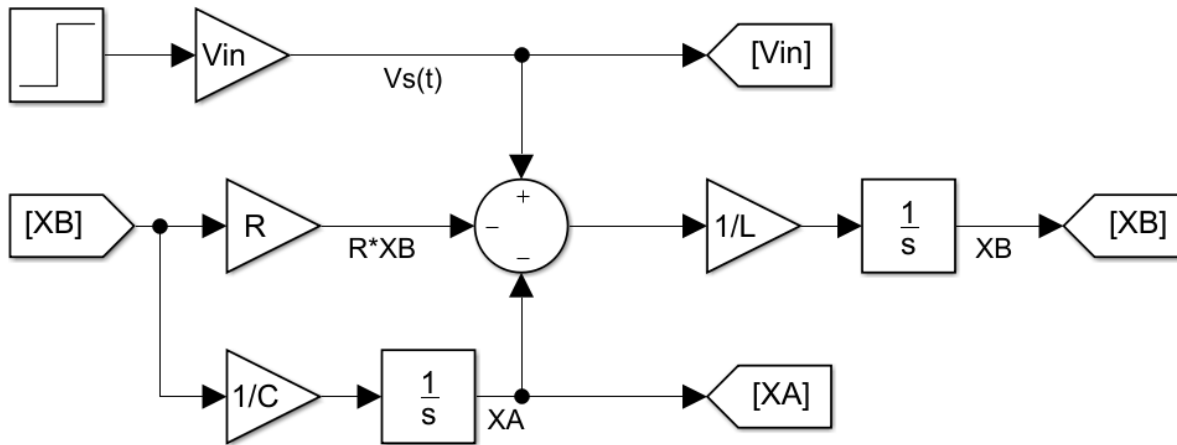 Vin
Vs(t)
[Vin]
[XB]
R
R*XB
+
−
−
1/L
1
s
XB
[XB]
1/C
1
s
XA
[XA]